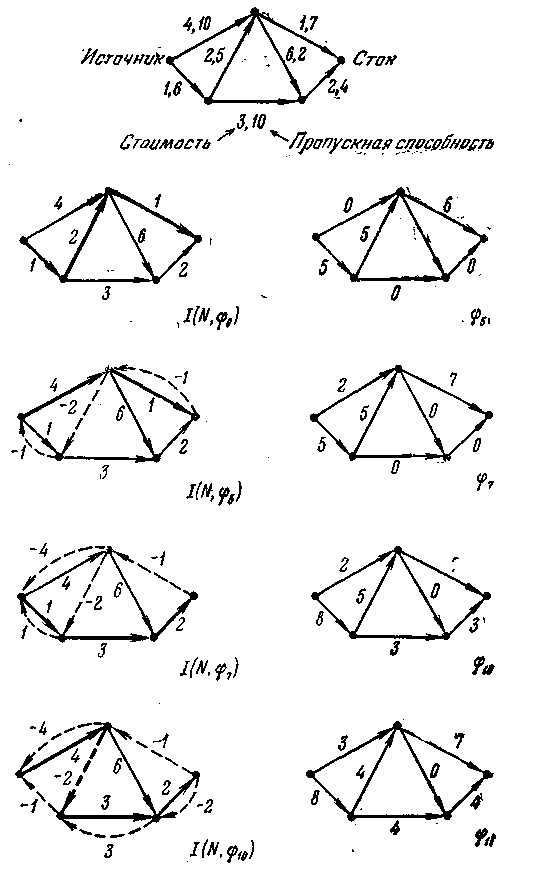 4,10 1,7
Источник 2,5 6,2 Сток
1,8 2,4
3,10
Стоимость Пропускная способность
4 1 0 6
2 6 5
1 2 5 0
3 0
I(N,φ₀) φ₅
4 -2 -1 2 7
6 1 5 0
-1 1 2 5 0
3 0
I(N,φ₅) φ₇
-4 -1 2 7
4 -2 6 5 0
1 1 2 8 3
3 3
I(N,φ₇) φ₁₀
-4 -1 3 7
4 -2 6 4 0
-1 3 2 -2 8 4
3 4
I(N,φ₁₀) φ₁₁